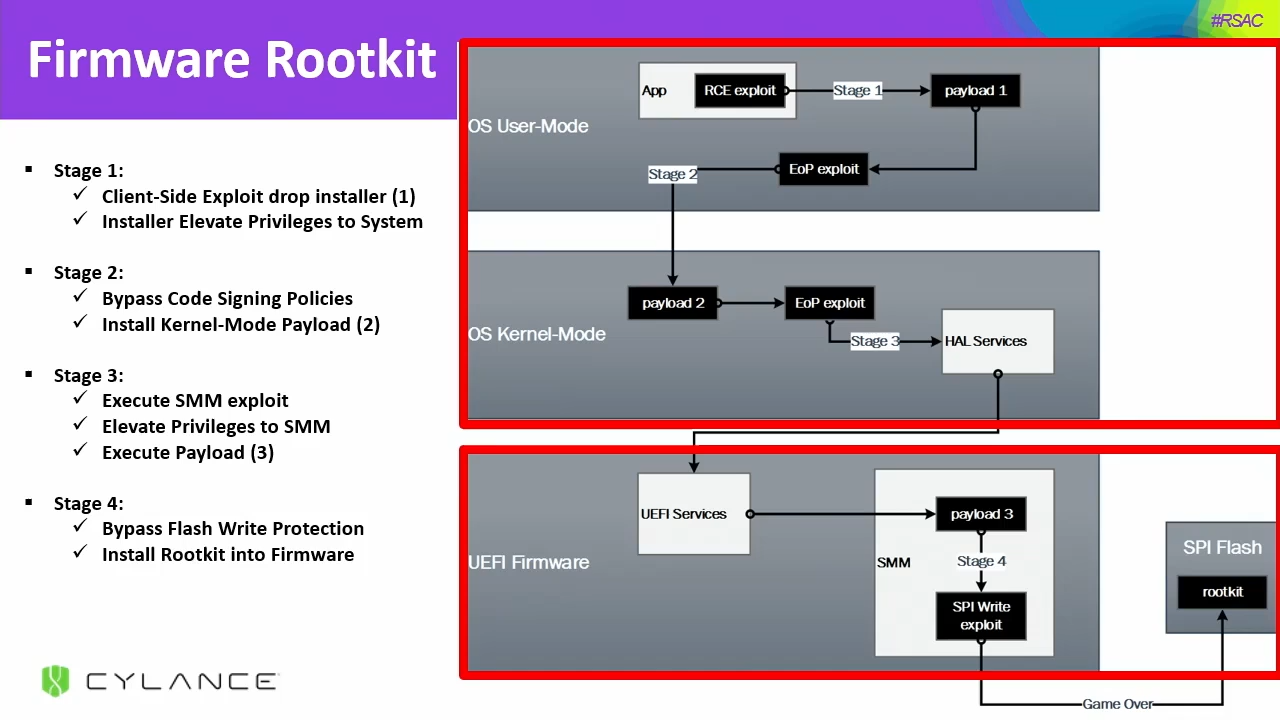 #RSAC
Firmware Rootkit
Stage 1:
Client-Side Exploit drop installer (1)
Installer Elevate Privileges to System
Stage 2:
Bypass Code Signing Policies
Install Kernel-Mode Payload (2)
Stage 3:
Execute SMM exploit
Elevate Privileges to SMM
Execute Payload (3)
Stage 4:
Bypass Flash Write Protection
Install Rootkit into Firmware
CYLANCE
App
RCE exploit
Stage 1
payload 1
OS User-Mode
EoP exploit
Stage 2
payload 2
EoP exploit
OS Kernel-Mode
Stage 3
HAL Services
UEFI Services
payload 3
UEFI Firmware
SMM
Stage 4
SPI Write
exploit
SPI Flash
rootkit
Game Over